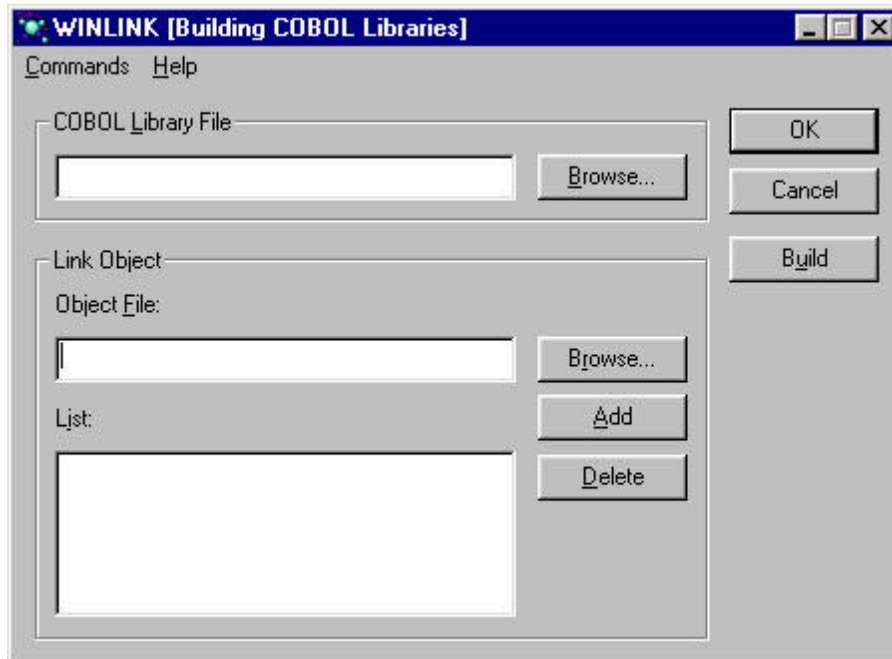 WINLINK [Building COBOL Libraries]
Commands Help
COBOL Library File
Browse...
OK
Cancel
Build
Link Object
Object File:
Browse...
Add
Delete
List: